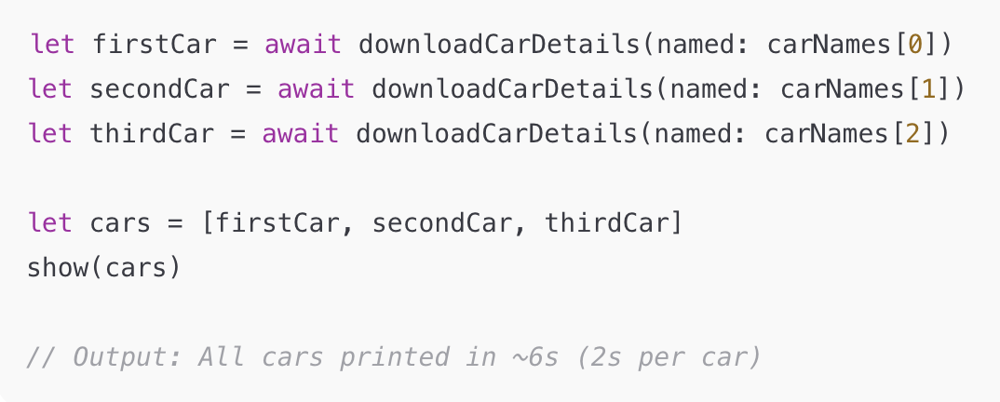 let firstCar = await downloadCarDetails(named: carNames[0])
let secondCar = await downloadCarDetails(named: carNames[1])
let thirdCar = await downloadCarDetails(named: carNames[2])
let cars = [firstCar, secondCar, thirdCar]
show(cars)
// Output: All cars printed in ~6s (2s per car)